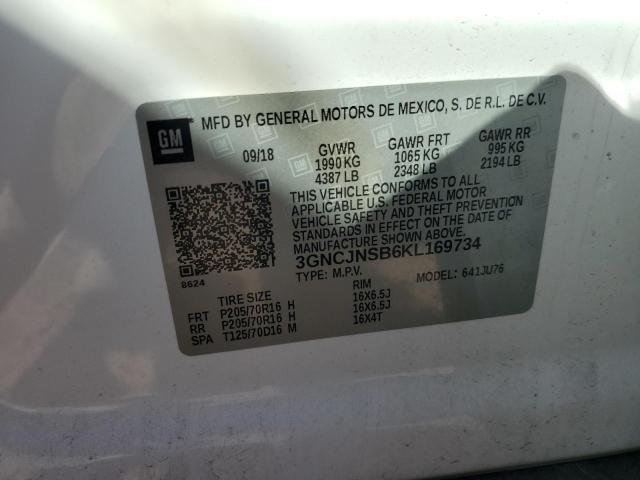 GM
MFD BY GENERAL MOTORS DE MEXICO, S. DE R.L. DE C.V.
09/18 GVWR GAWR FRT GAWR RR
1990 KG 1065 KG 995 KG
4387 LB 2348 LB 2194 LB
THIS VEHICLE CONFORMS TO ALL
APPLICABLE U.S. FEDERAL MOTOR
VEHICLE SAFETY AND THEFT PREVENTION
STANDARDS IN EFFECT ON THE DATE OF
MANUFACTURE SHOWN ABOVE.
3GNCJNSB6KL169734
8624 TYPE: M.P.V. MODEL: 641JU76
TIRE SIZE RIM
FRT P205/70R16 H 16X6.5J
RR P205/70R16 H 16X6.5J
SPA T125/70D16 M 16X4T